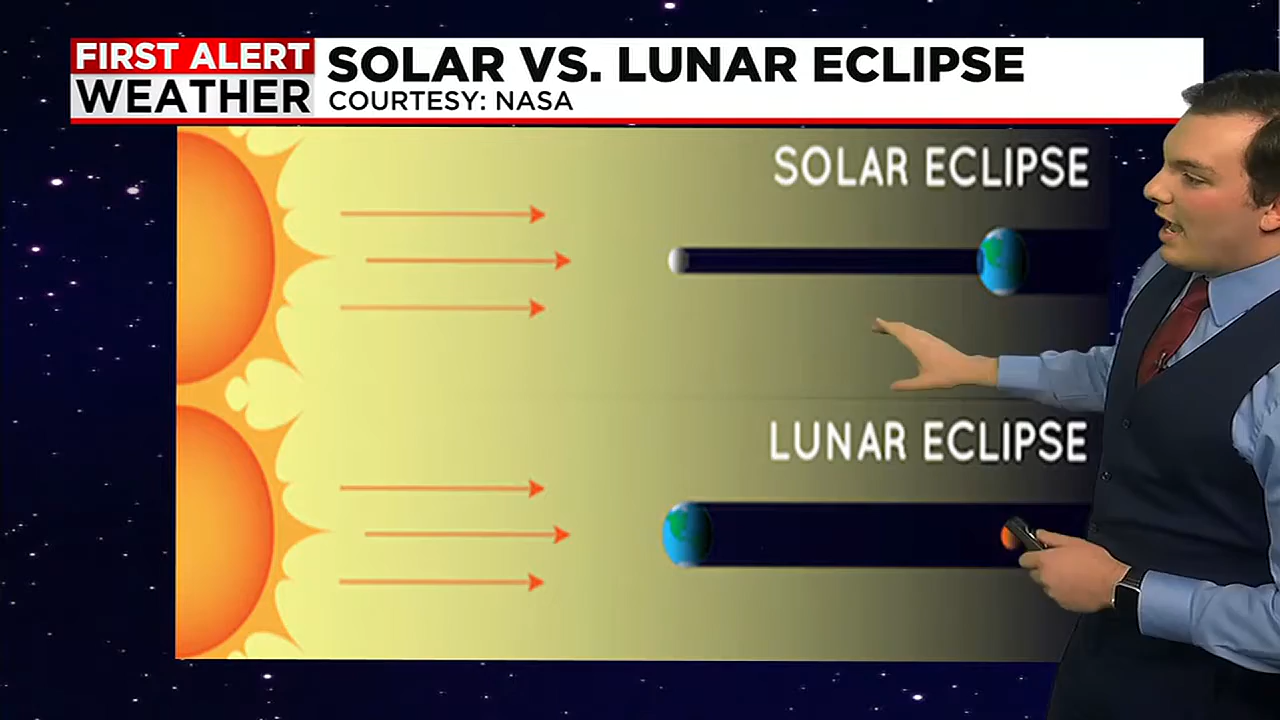 FIRST ALERT
WEATHER
SOLAR VS. LUNAR ECLIPSE
COURTESY: NASA
SOLAR ECLIPSE
LUNAR ECLIPSE